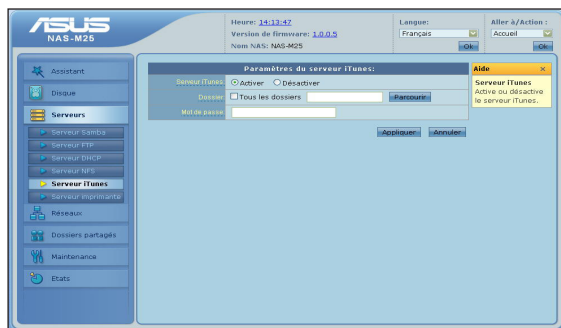 ASUS
NAS-M25
Heure: 14:13:47
Version de firmware: 1.0.0.5
Nom NAS: NAS-M25
Langue:
Français
Ok
Aller à/Action :
Accueil
Ok
Assistant
Disque
Serveurs
Serveur Samba
Serveur FTP
Serveur DHCP
Serveur NFS
Serveur iTunes
Serveur imprimante
Réseaux
Dossiers partagés
Maintenance
Etats
Paramètres du serveur iTunes:
Serveur iTunes: Activer Désactiver
Dossier: Tous les dossiers Parcourir
Mot de passe:
Appliquer Annuler
Aide ×
Serveur iTunes
Active ou désactive
le serveur iTunes.